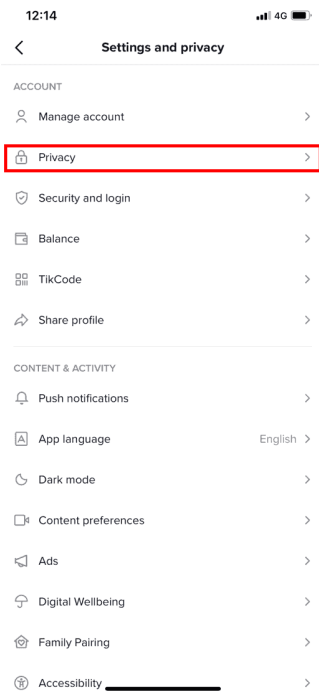 12:14
4G
Settings and privacy
ACCOUNT
Manage account
Privacy
Security and login
Balance
TikCode
Share profile
CONTENT & ACTIVITY
Push notifications
App language English
Dark mode
Content preferences
Ads
Digital Wellbeing
Family Pairing
Accessibility